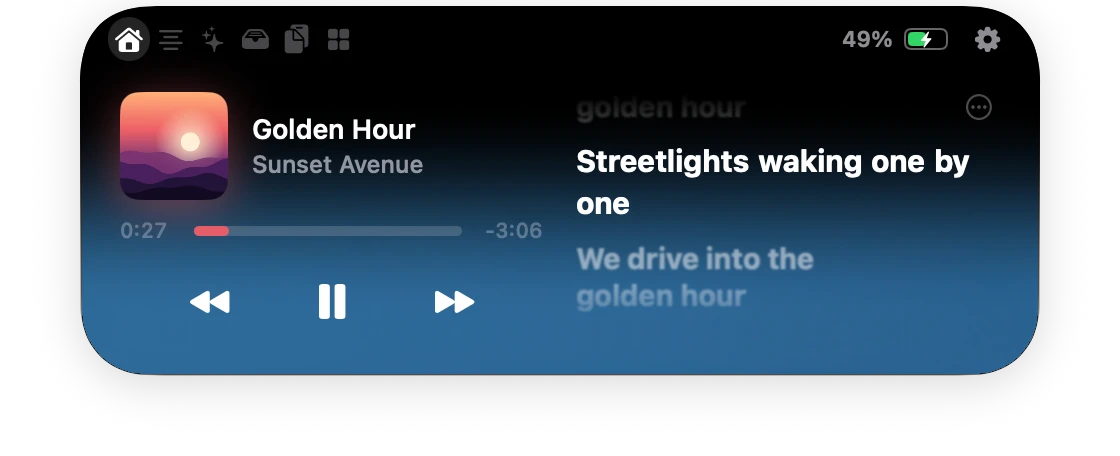 49%
Golden Hour
Sunset Avenue
0:27
-3:06
golden hour
Streetlights waking one by
one
We drive into the
golden hour